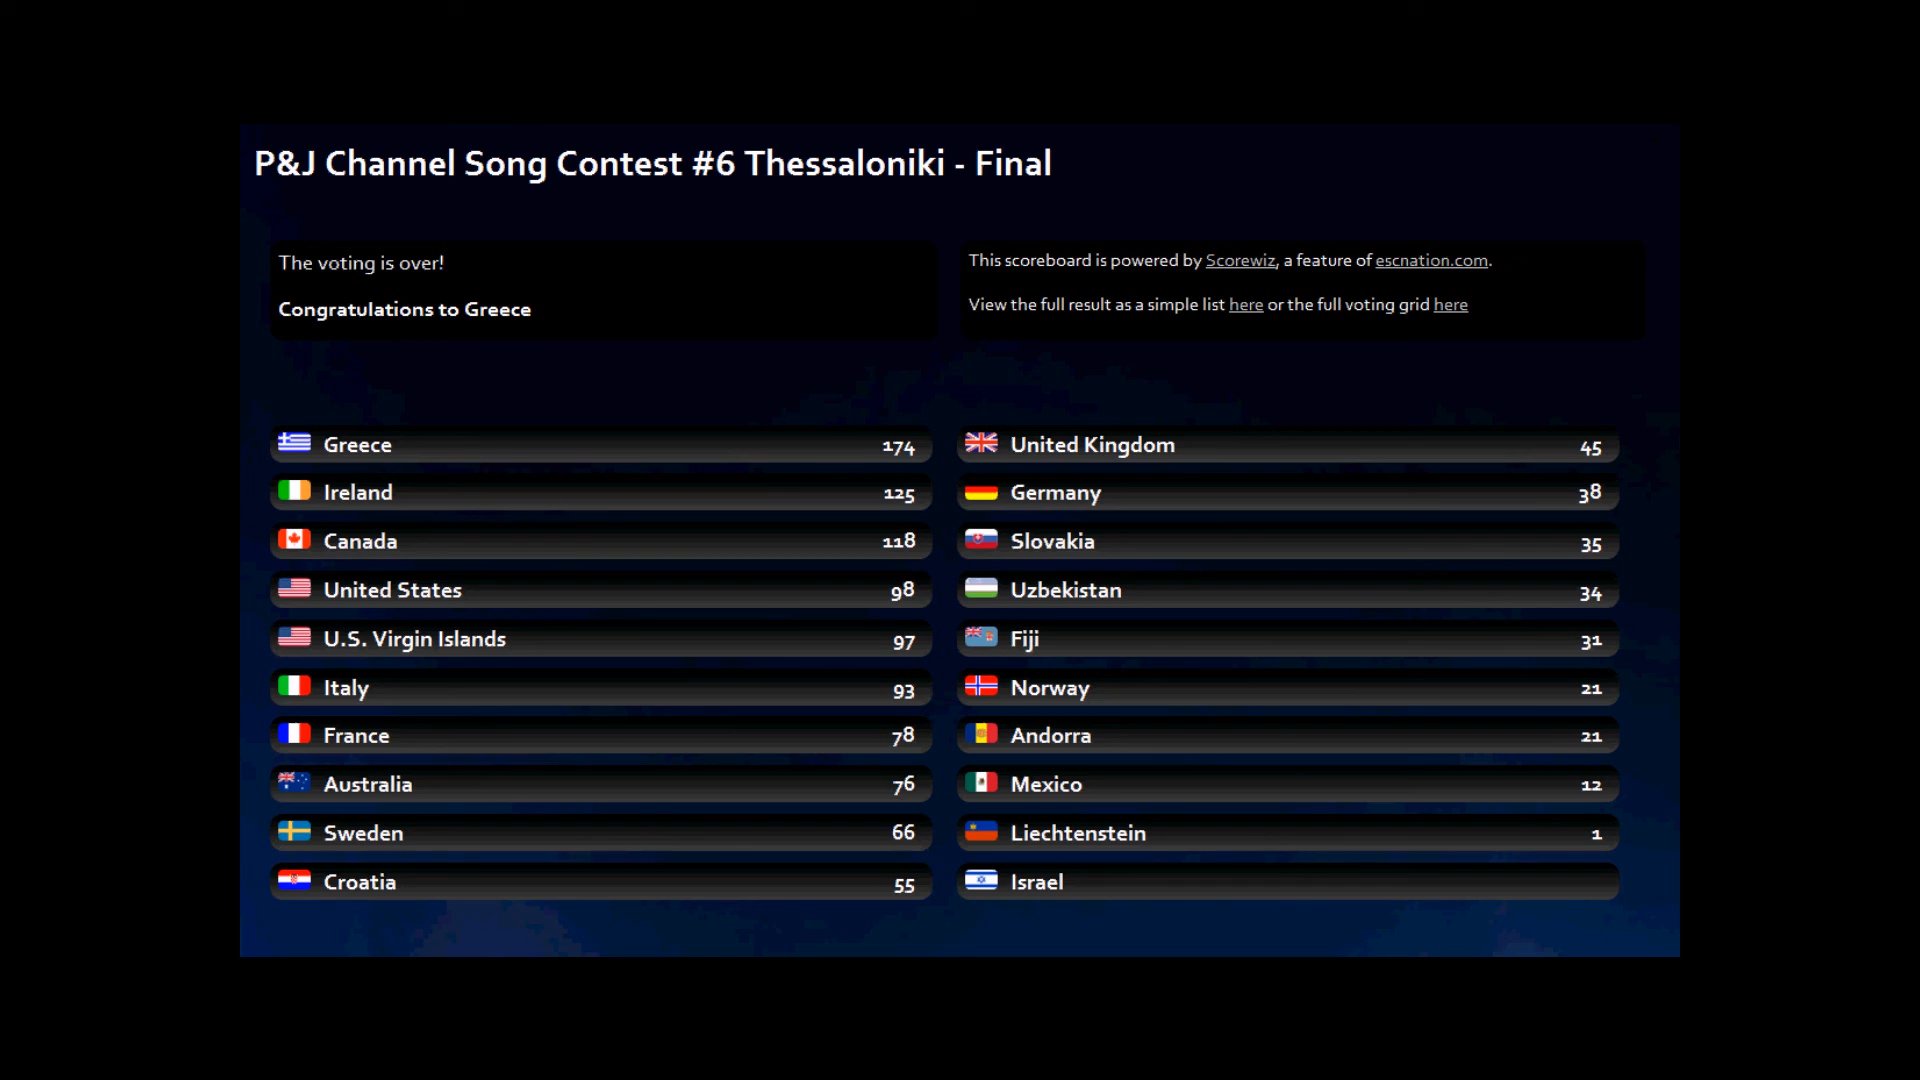 P&J Channel Song Contest #6 Thessaloniki - Final
The voting is over!
Congratulations to Greece
This scoreboard is powered by Scorewiz, a feature of escnation.com.
View the full result as a simple list here or the full voting grid here
Greece 174
Ireland 125
Canada 118
United States 98
U.S. Virgin Islands 97
Italy 93
France 78
Australia 76
Sweden 66
Croatia 55
United Kingdom 45
Germany 38
Slovakia 35
Uzbekistan 34
Fiji 31
Norway 21
Andorra 21
Mexico 12
Liechtenstein 1
Israel